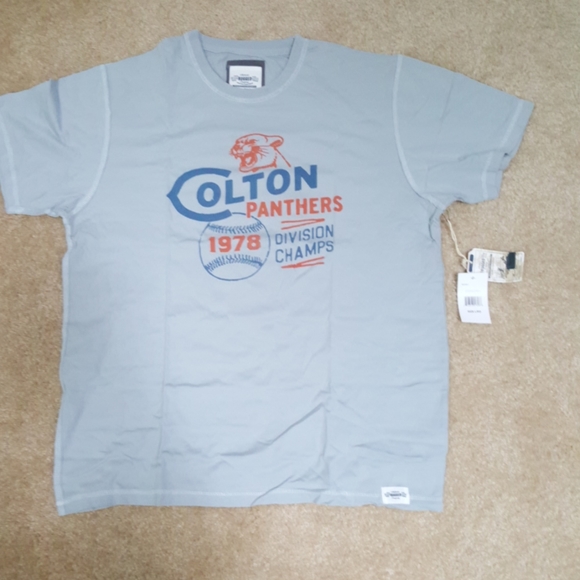 COLTON
PANTHERS
1978
DIVISION
CHAMPS